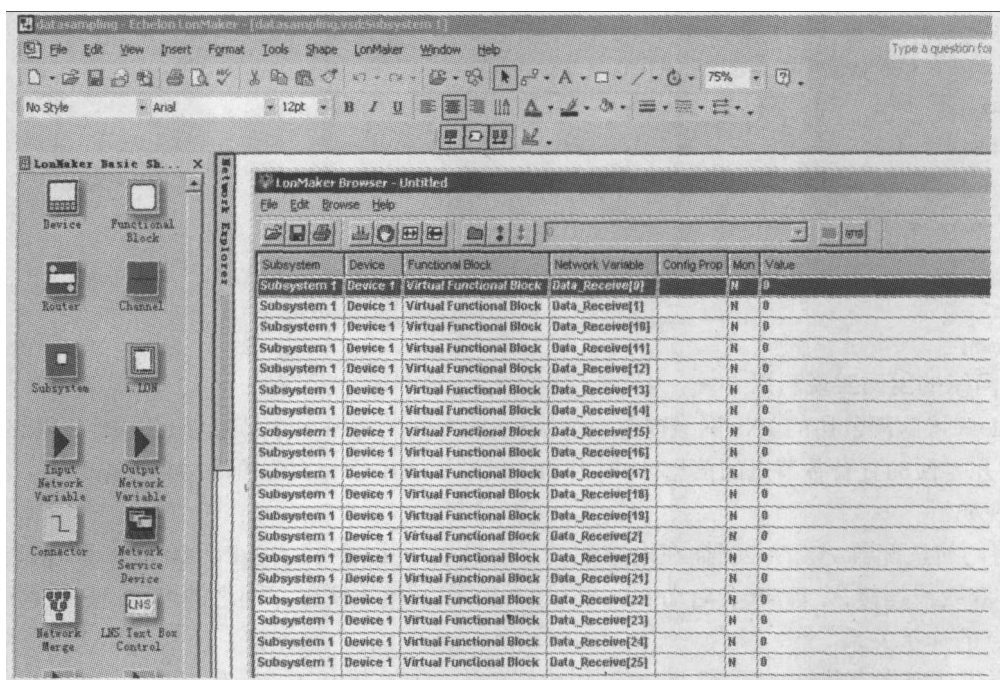 datasampling - Echelon LonMaker - [datasampling.vsd:Subsystem 1]
File Edit View Insert Format Tools Shape LonMaker Window Help
Type a question for
75%
No Style Arial 12pt B I U
LonMaker Basic Sh... X
Network Explorer
Device
Functional Block
Router
Channel
Subsystem
i.LON
Input Network Variable
Output Network Variable
Connector
Network Service Device
Network Merge
LNS Text Box Control
LNS
LonMaker Browser - Untitled
File Edit Browse Help
Subsystem Device Functional Block Network Variable Config Prop Mon Value
Subsystem 1 Device 1 Virtual Functional Block Data_Receive[0] N 0
Subsystem 1 Device 1 Virtual Functional Block Data_Receive[1] N 0
Subsystem 1 Device 1 Virtual Functional Block Data_Receive[10] N 0
Subsystem 1 Device 1 Virtual Functional Block Data_Receive[11] N 0
Subsystem 1 Device 1 Virtual Functional Block Data_Receive[12] N 0
Subsystem 1 Device 1 Virtual Functional Block Data_Receive[13] N 0
Subsystem 1 Device 1 Virtual Functional Block Data_Receive[14] N 0
Subsystem 1 Device 1 Virtual Functional Block Data_Receive[15] N 0
Subsystem 1 Device 1 Virtual Functional Block Data_Receive[16] N 0
Subsystem 1 Device 1 Virtual Functional Block Data_Receive[17] N 0
Subsystem 1 Device 1 Virtual Functional Block Data_Receive[18] N 0
Subsystem 1 Device 1 Virtual Functional Block Data_Receive[19] N 0
Subsystem 1 Device 1 Virtual Functional Block Data_Receive[2] N 0
Subsystem 1 Device 1 Virtual Functional Block Data_Receive[20] N 0
Subsystem 1 Device 1 Virtual Functional Block Data_Receive[21] N 0
Subsystem 1 Device 1 Virtual Functional Block Data_Receive[22] N 0
Subsystem 1 Device 1 Virtual Functional Block Data_Receive[23] N 0
Subsystem 1 Device 1 Virtual Functional Block Data_Receive[24] N 0
Subsystem 1 Device 1 Virtual Functional Block Data_Receive[25] N 0